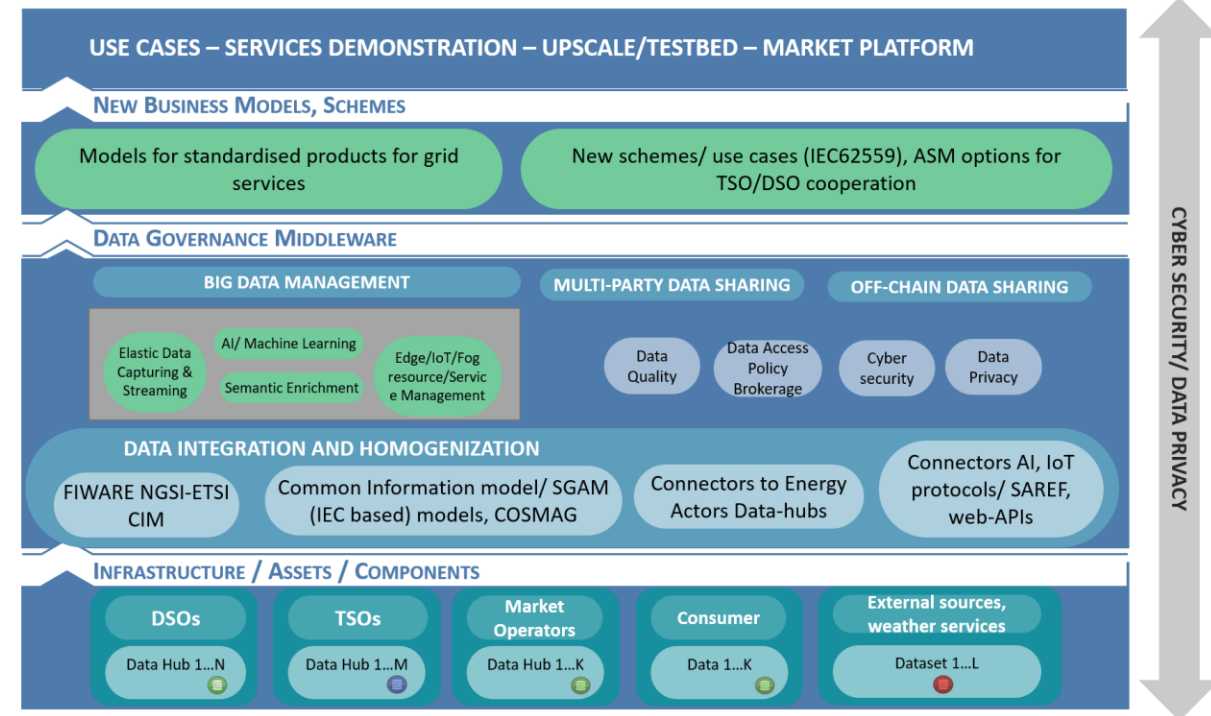 USE CASES – SERVICES DEMONSTRATION – UPSCALE/TESTBED – MARKET PLATFORM
NEW BUSINESS MODELS, SCHEMES
Models for standardised products for grid
services
New schemes/ use cases (IEC62559), ASM options for
TSO/DSO cooperation
DATA GOVERNANCE MIDDLEWARE
BIG DATA MANAGEMENT
MULTI-PARTY DATA SHARING
OFF-CHAIN DATA SHARING
Elastic Data
Capturing &
Streaming
AI/ Machine Learning
Semantic Enrichment
Edge/IoT/Fog
resource/Servic
e Management
Data
Quality
Data Access
Policy
Brokerage
Cyber
security
Data
Privacy
DATA INTEGRATION AND HOMOGENIZATION
FIWARE NGSI-ETSI
CIM
Common Information model/ SGAM
(IEC based) models, COSMAG
Connectors to Energy
Actors Data-hubs
Connectors AI, IoT
protocols/ SAREF,
web-APIs
INFRASTRUCTURE / ASSETS / COMPONENTS
DSOs
Data Hub 1...N
TSOs
Data Hub 1...M
Market
Operators
Data Hub 1...K
Consumer
Data 1...K
External sources,
weather services
Dataset 1...L
CYBER SECURITY/ DATA PRIVACY